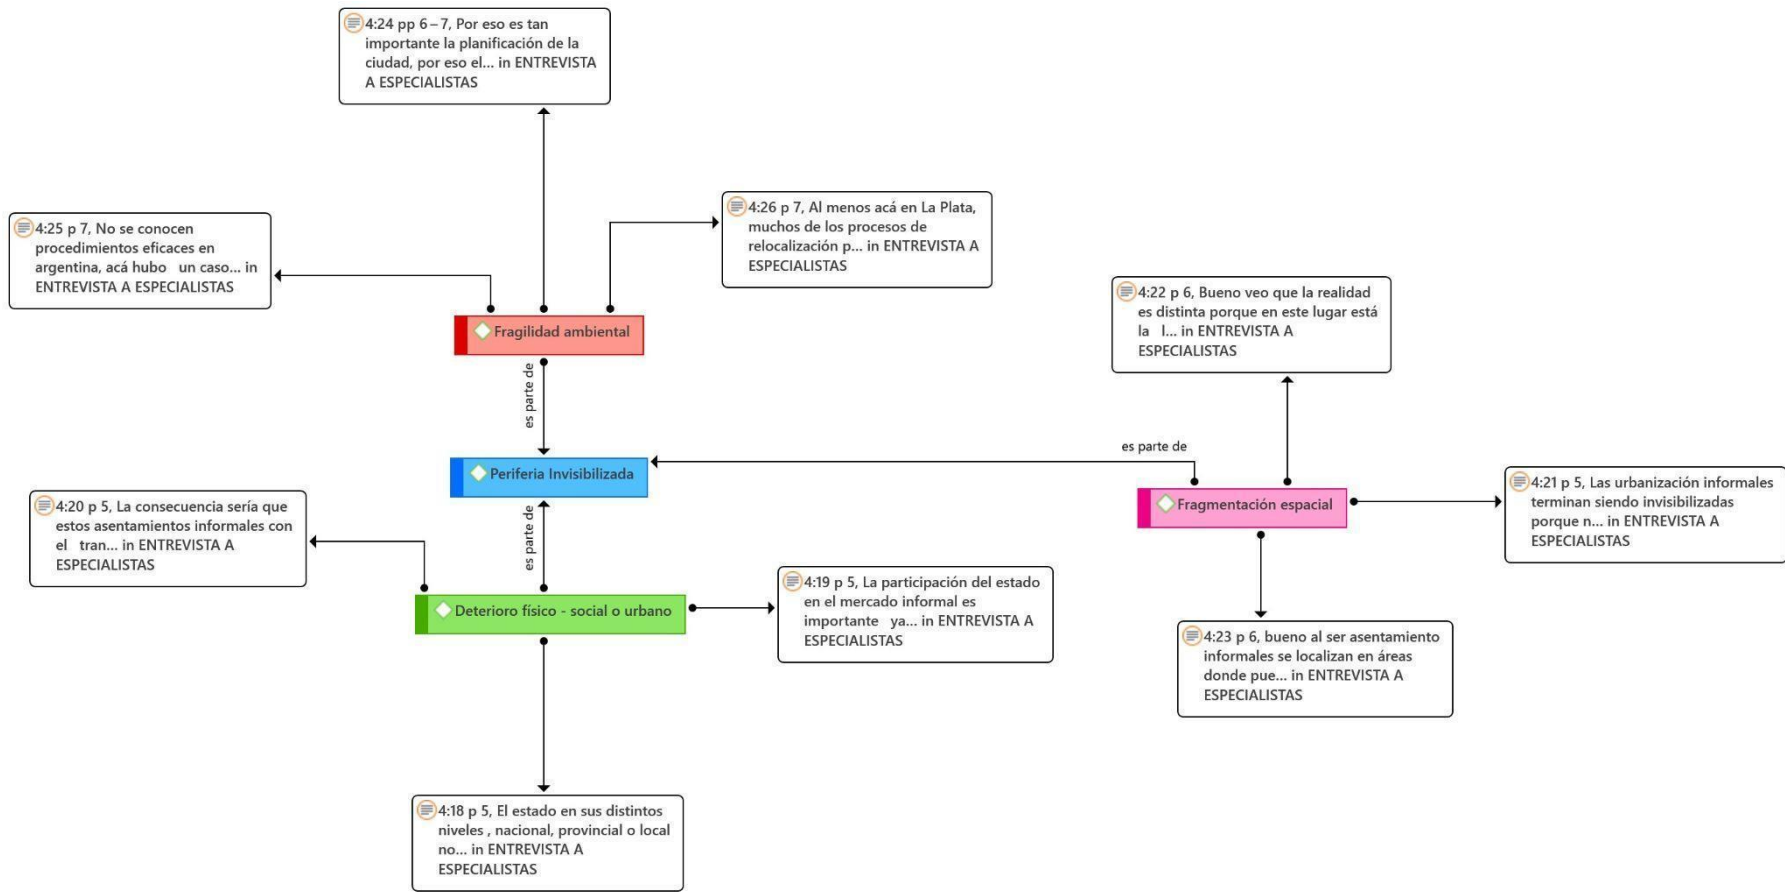 4:24 pp 6–7, Por eso es tan
importante la planificación de la
ciudad, por eso el... in ENTREVISTA
A ESPECIALISTAS
4:25 p 7, No se conocen
procedimientos eficaces en
argentina, acá hubo un caso... in
ENTREVISTA A ESPECIALISTAS
4:26 p 7, Al menos acá en La Plata,
muchos de los procesos de
relocalización p... in ENTREVISTA A
ESPECIALISTAS
Fragilidad ambiental
es parte de
4:22 p 6, Bueno veo que la realidad
es distinta porque en este lugar está
la l... in ENTREVISTA A
ESPECIALISTAS
Periferia Invisibilizada
es parte de
Fragmentación espacial
4:21 p 5, Las urbanización informales
terminan siendo invisibilizadas
porque n... in ENTREVISTA A
ESPECIALISTAS
4:20 p 5, La consecuencia sería que
estos asentamientos informales con
el tran... in ENTREVISTA A
ESPECIALISTAS
es parte de
Deterioro físico - social o urbano
4:19 p 5, La participación del estado
en el mercado informal es
importante ya... in ENTREVISTA A
ESPECIALISTAS
4:23 p 6, bueno al ser asentamiento
informales se localizan en áreas
donde pue... in ENTREVISTA A
ESPECIALISTAS
4:18 p 5, El estado en sus distintos
niveles , nacional, provincial o local
no... in ENTREVISTA A
ESPECIALISTAS